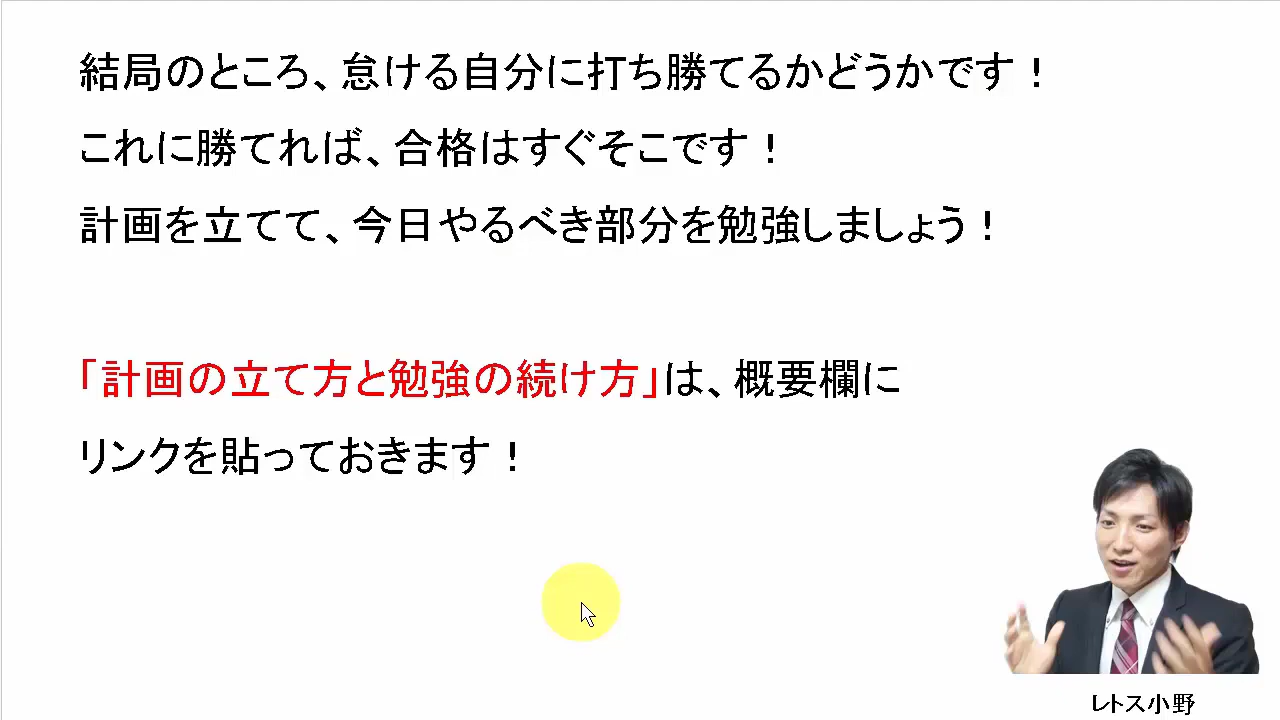 結局のところ、怠ける自分に打ち勝てるかどうかです！
これに勝てれば、合格はすぐそこです！
計画を立てて、今日やるべき部分を勉強しましょう！
「計画の立て方と勉強の続け方」は、概要欄に
リンクを貼っておきます！
レトス小野